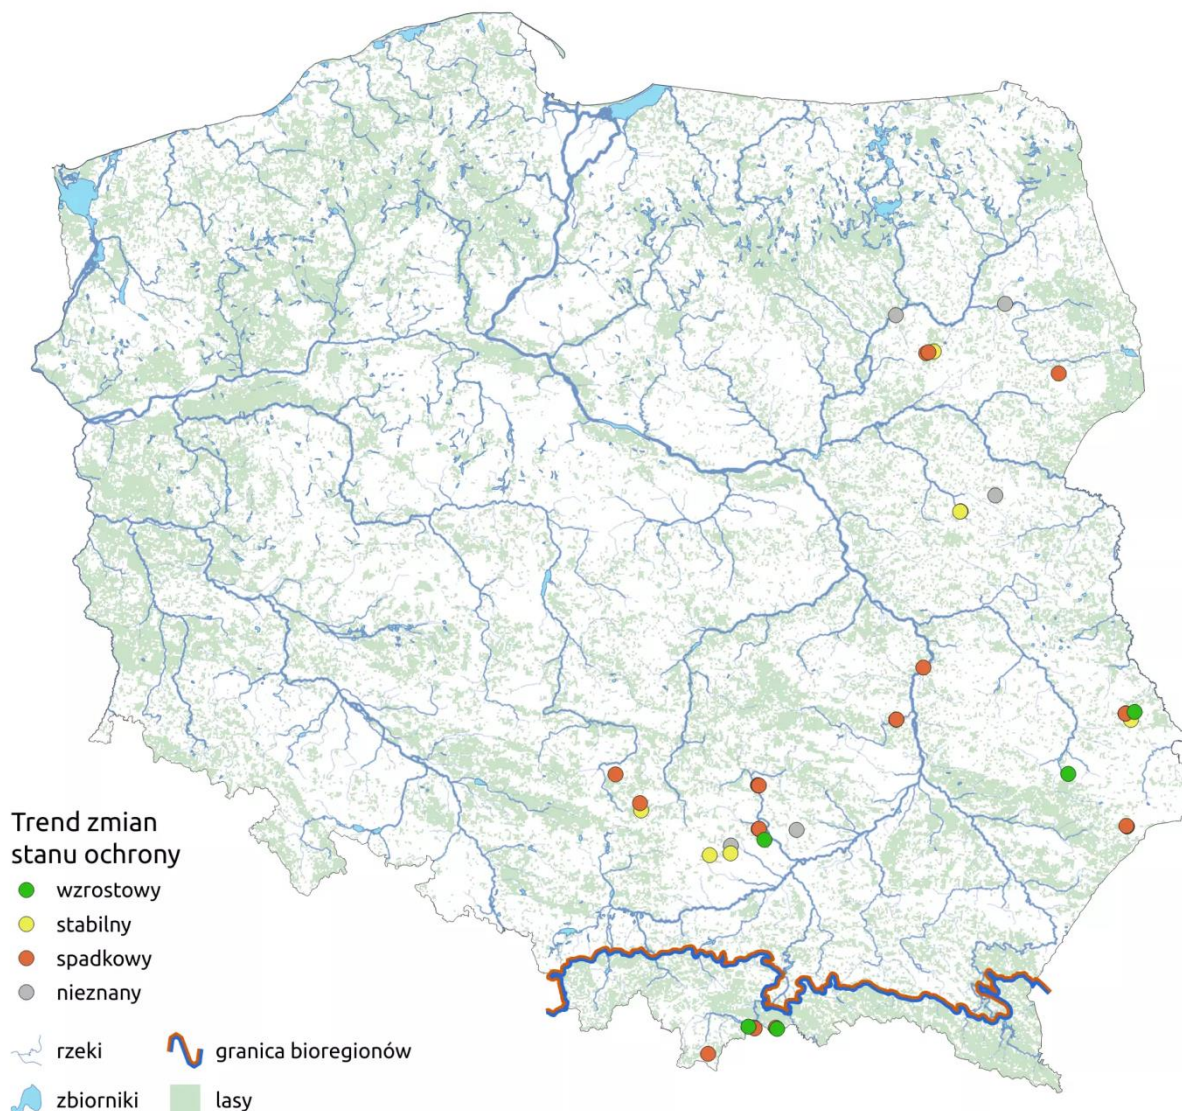 Trend zmian
stanu ochrony
wzrostowy
stabilny
spadkowy
nieznany
rzeki
granica bioregionów
zbiorniki
lasy